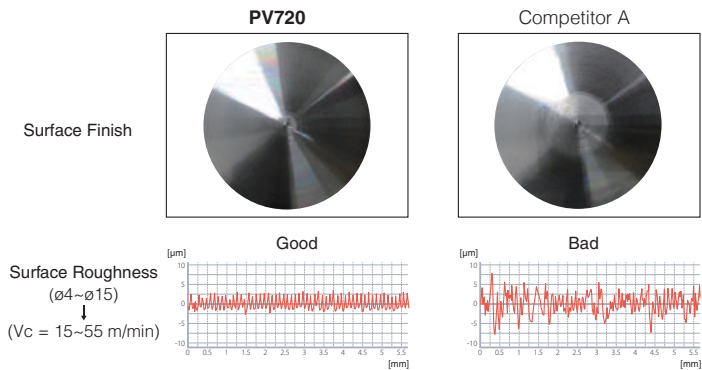 PV720
Competitor A
Surface Finish
Good
Bad
Surface Roughness
(ø4~ø15)
(Vc = 15~55 m/min)
[µm]
10
5
0
-5
-10
0 0.5 1 1.5 2 2.5 3 3.5 4 4.5 5 5.5
[mm]
[µm]
10
5
0
-5
-10
0 0.5 1 1.5 2 2.5 3 3.5 4 4.5 5 5.5
[mm]